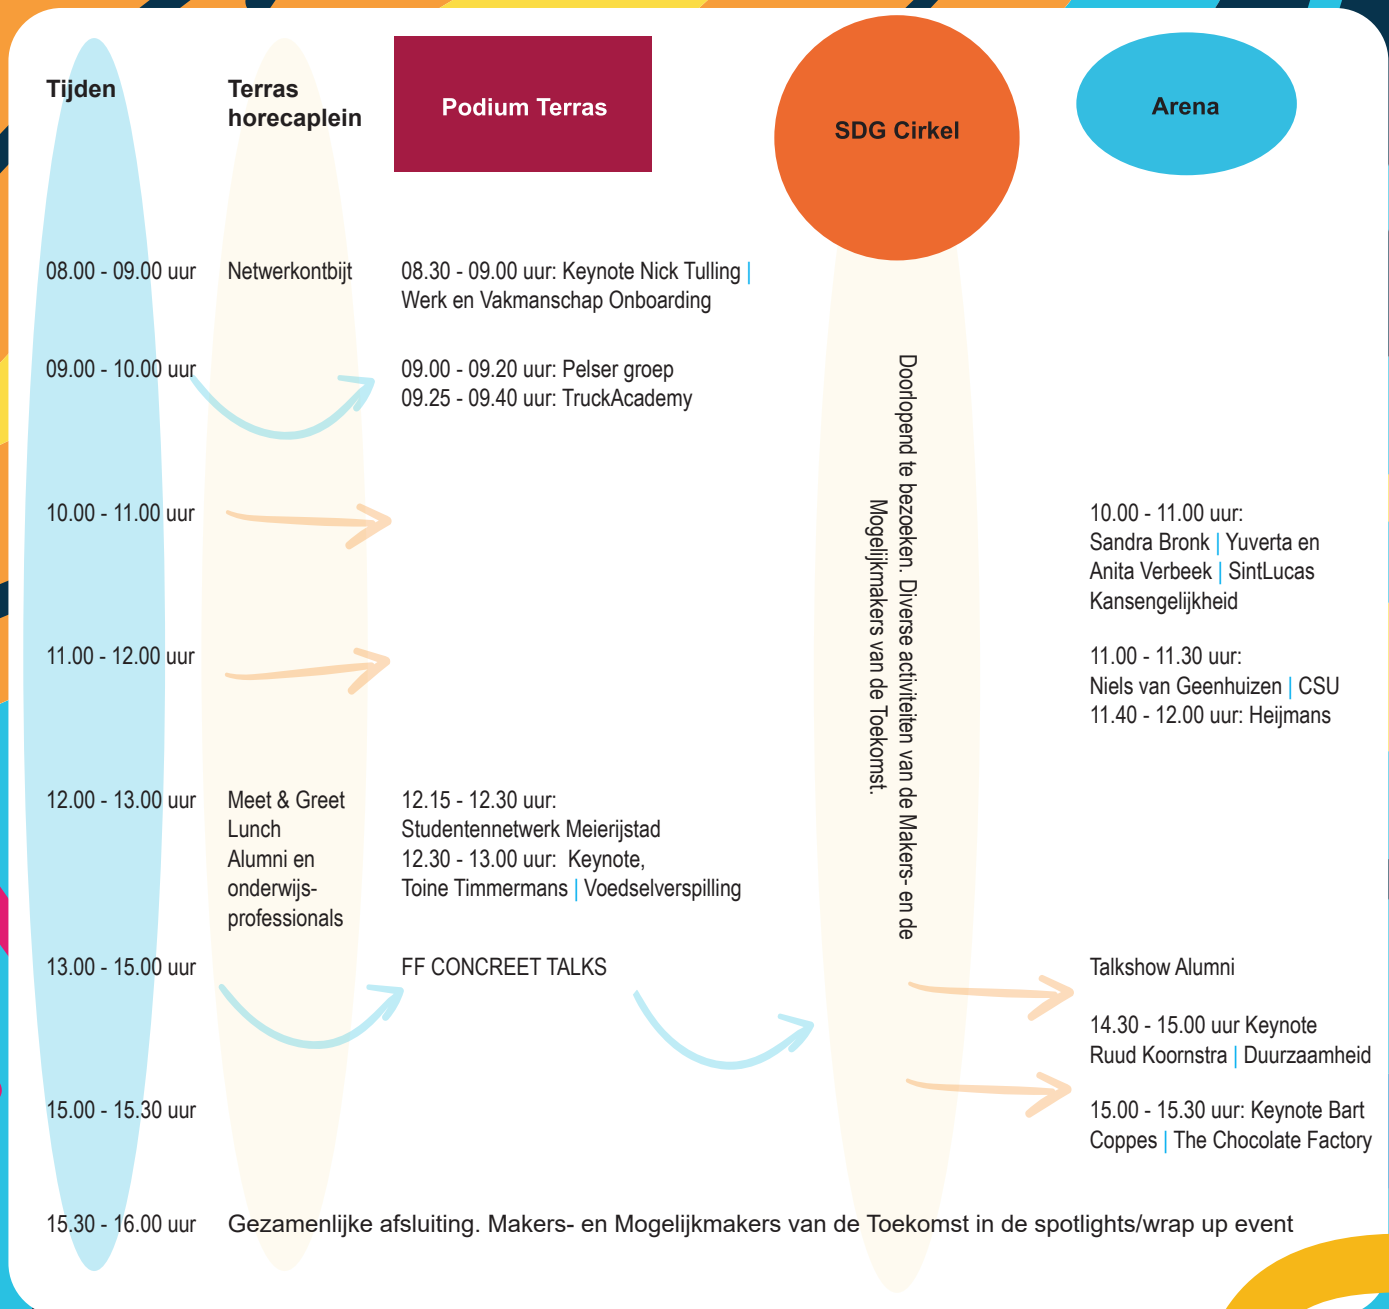 Tijden
Terras
horecaplein
Podium Terras
SDG Cirkel
Arena
08.00 - 09.00 uur
Netwerkontbijt
08.30 - 09.00 uur: Keynote Nick Tulling |
Werk en Vakmanschap Onboarding
09.00 - 10.00 uur
09.00 - 09.20 uur: Pelser groep
09.25 - 09.40 uur: TruckAcademy
Doorlopend te bezoeken. Diverse activiteiten van de Makers- en de
Mogelijkmakers van de Toekomst.
10.00 - 11.00 uur
10.00 - 11.00 uur:
Sandra Bronk | Yuverta en
Anita Verbeek | SintLucas
Kansengelijkheid
11.00 - 12.00 uur
11.00 - 11.30 uur:
Niels van Geenhuizen | CSU
11.40 - 12.00 uur: Heijmans
12.00 - 13.00 uur
Meet & Greet
Lunch
Alumni en
onderwijs-
professionals
12.15 - 12.30 uur:
Studentennetwerk Meierijstad
12.30 - 13.00 uur:  Keynote,
Toine Timmermans | Voedselverspilling
13.00 - 15.00 uur
FF CONCREET TALKS
Talkshow Alumni
14.30 - 15.00 uur Keynote
Ruud Koornstra | Duurzaamheid
15.00 - 15.30 uur
15.00 - 15.30 uur: Keynote Bart
Coppes | The Chocolate Factory
15.30 - 16.00 uur
Gezamenlijke afsluiting. Makers- en Mogelijkmakers van de Toekomst in de spotlights/wrap up event